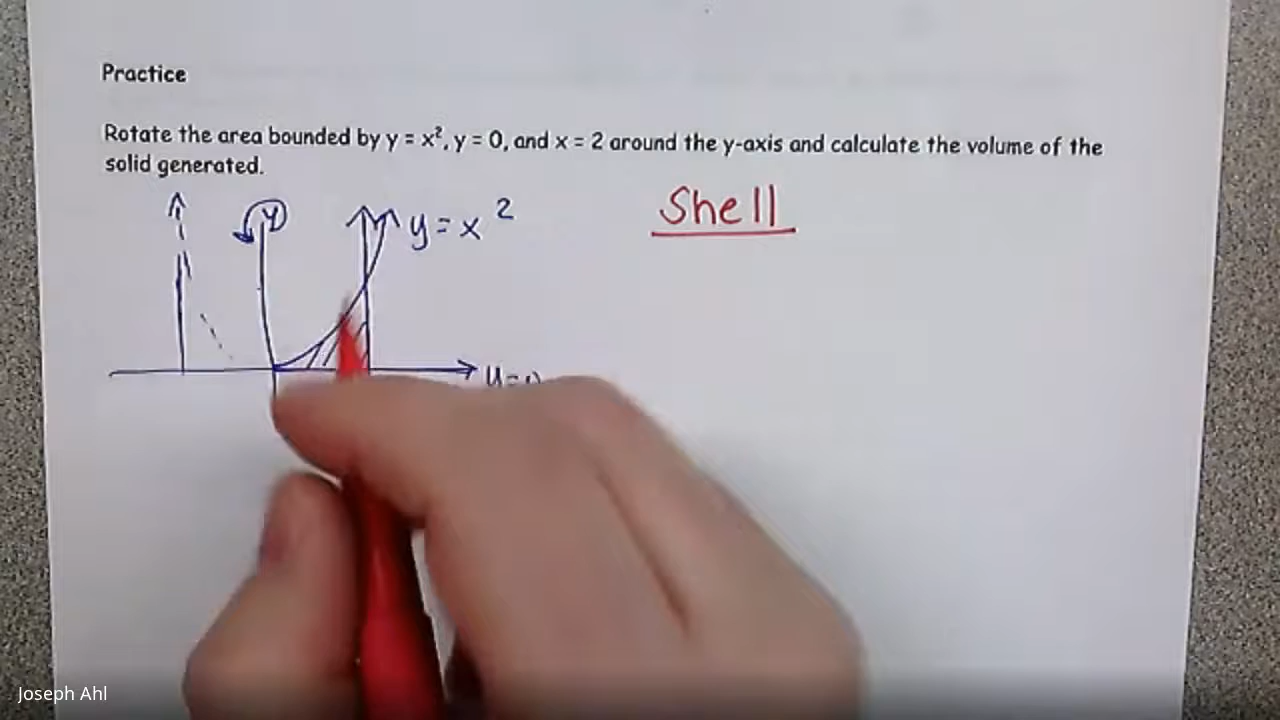 Practice
Rotate the area bounded by y = x², y = 0, and x = 2 around the y-axis and calculate the volume of the
solid generated.
Shell
y
y = x²
Joseph Ahl